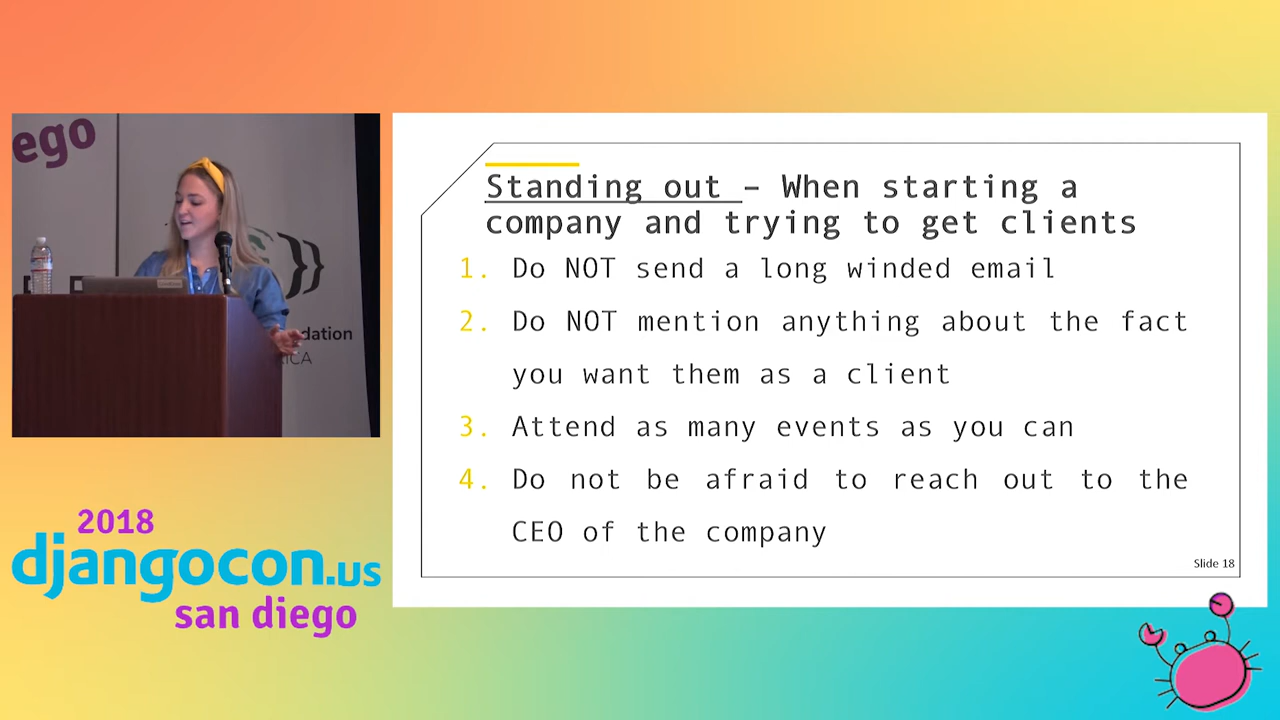 ego
dation
RICA
2018
djangocon.us
san diego
Standing out – When starting a
company and trying to get clients
1. Do NOT send a long winded email
2. Do NOT mention anything about the fact
you want them as a client
3. Attend as many events as you can
4. Do not be afraid to reach out to the
CEO of the company
Slide 18